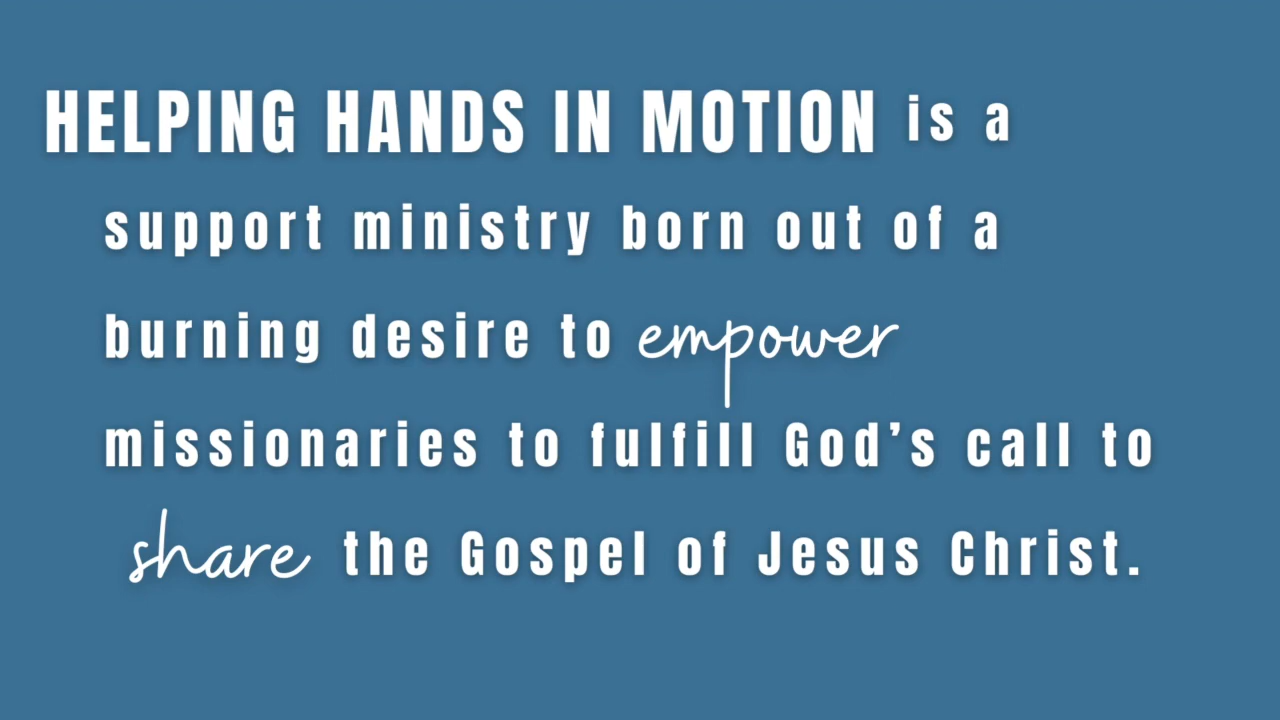 HELPING HANDS IN MOTION is a
support ministry born out of a
burning desire to empower
missionaries to fulfill God’s call to
share the Gospel of Jesus Christ.